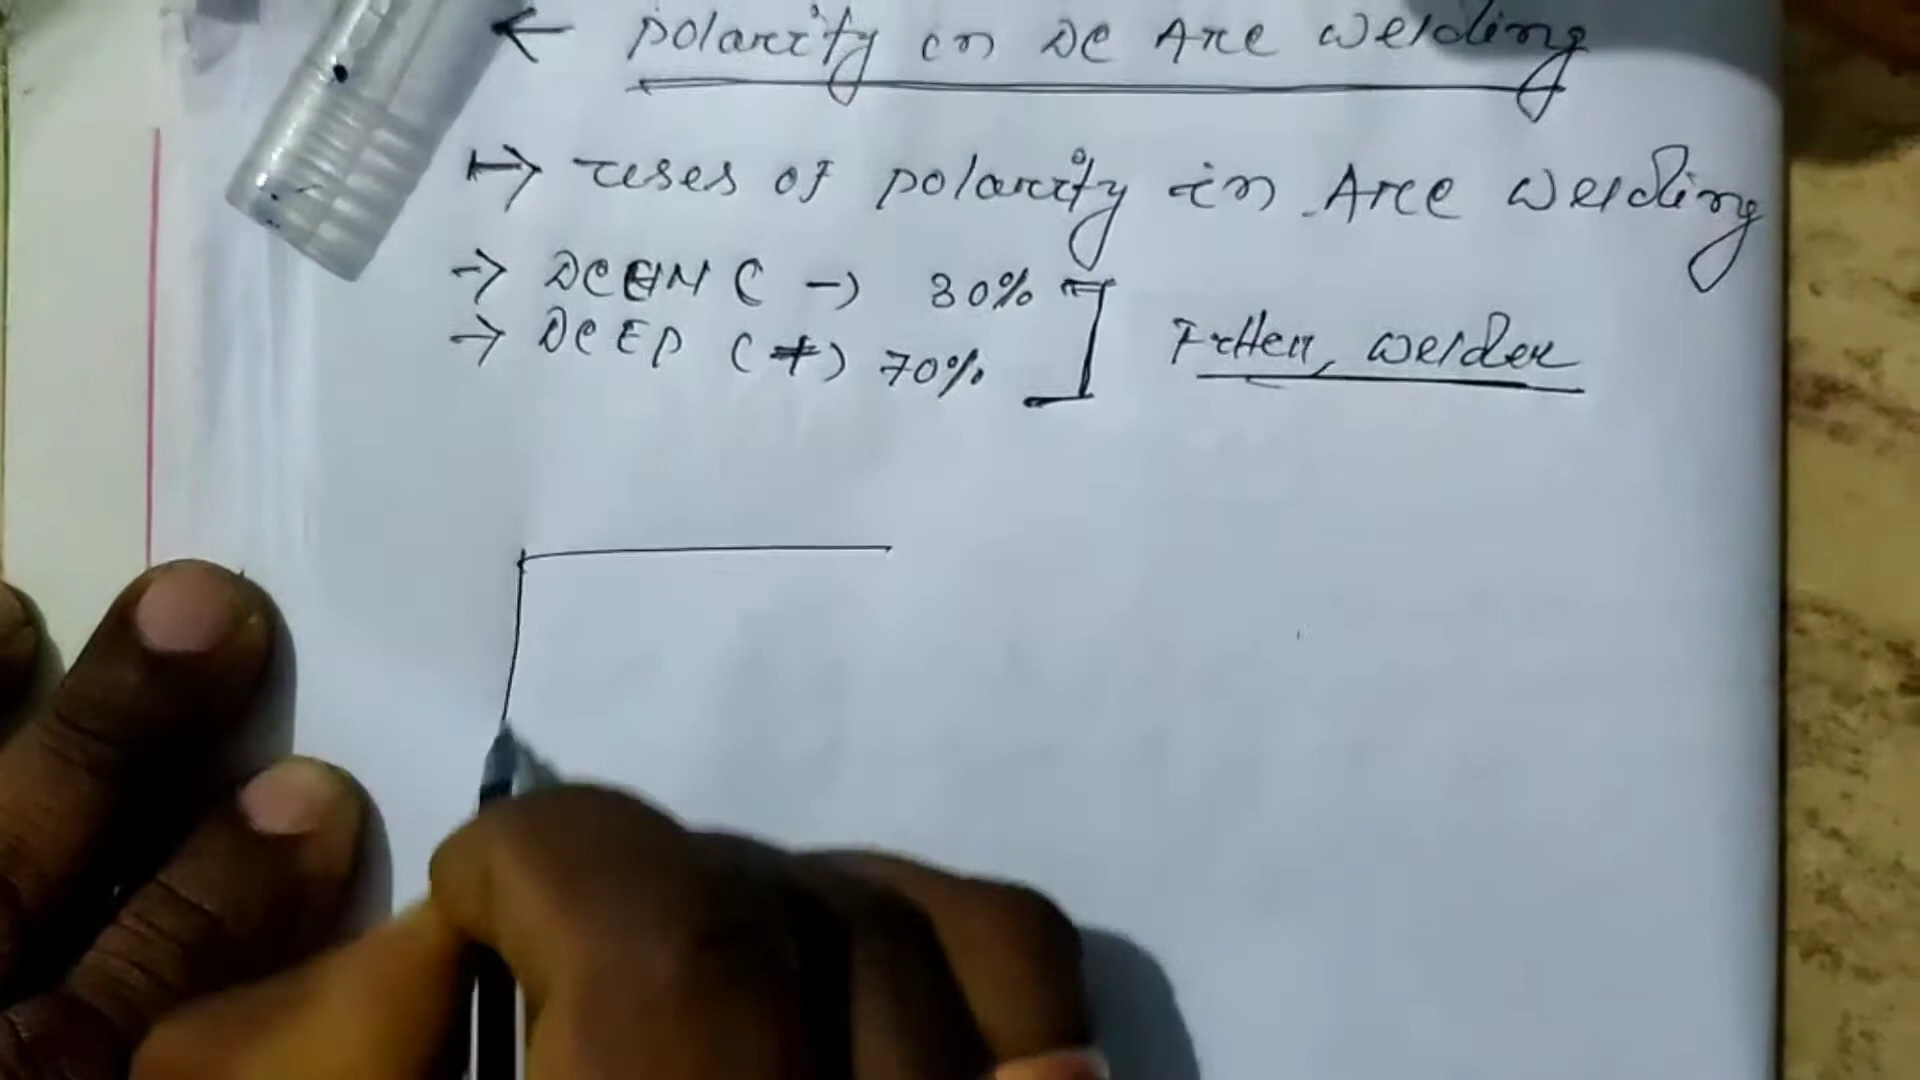 ← polarity in DC Arc welding
↦ uses of polarity in Arc welding
→ DCEN (-) 30%
→ DCEP (+) 70%
Fitter, welder